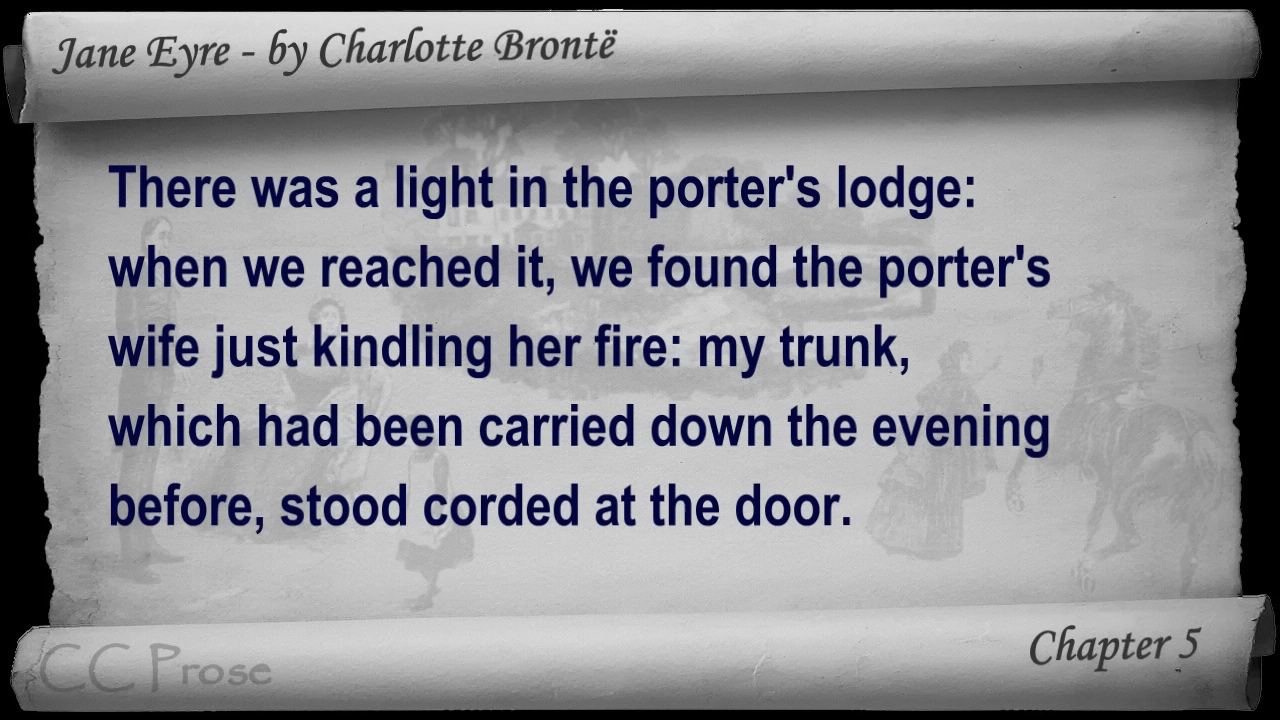 Jane Eyre - by Charlotte Brontë
There was a light in the porter's lodge:
when we reached it, we found the porter's
wife just kindling her fire: my trunk,
which had been carried down the evening
before, stood corded at the door.
Chapter 5
CC Prose